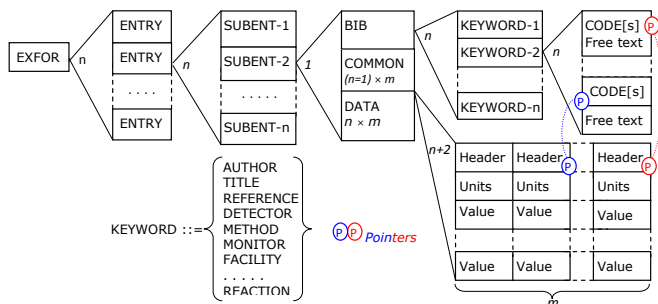 EXFOR
n
ENTRY
ENTRY
. . . .
ENTRY
n
SUBENT-1
SUBENT-2
. . . . .
SUBENT-n
1
BIB
COMMON
(n=1) × m
DATA
n × m
n
KEYWORD-1
KEYWORD-2
KEYWORD-n
n
CODE[s] P
Free text
P CODE[s]
Free text
n+2
Header Header P Header P
Units Units Units
Value Value Value
Value Value Value
m
KEYWORD ::=
AUTHOR
TITLE
REFERENCE
DETECTOR
METHOD
MONITOR
FACILITY
. . . . .
REACTION
P P Pointers